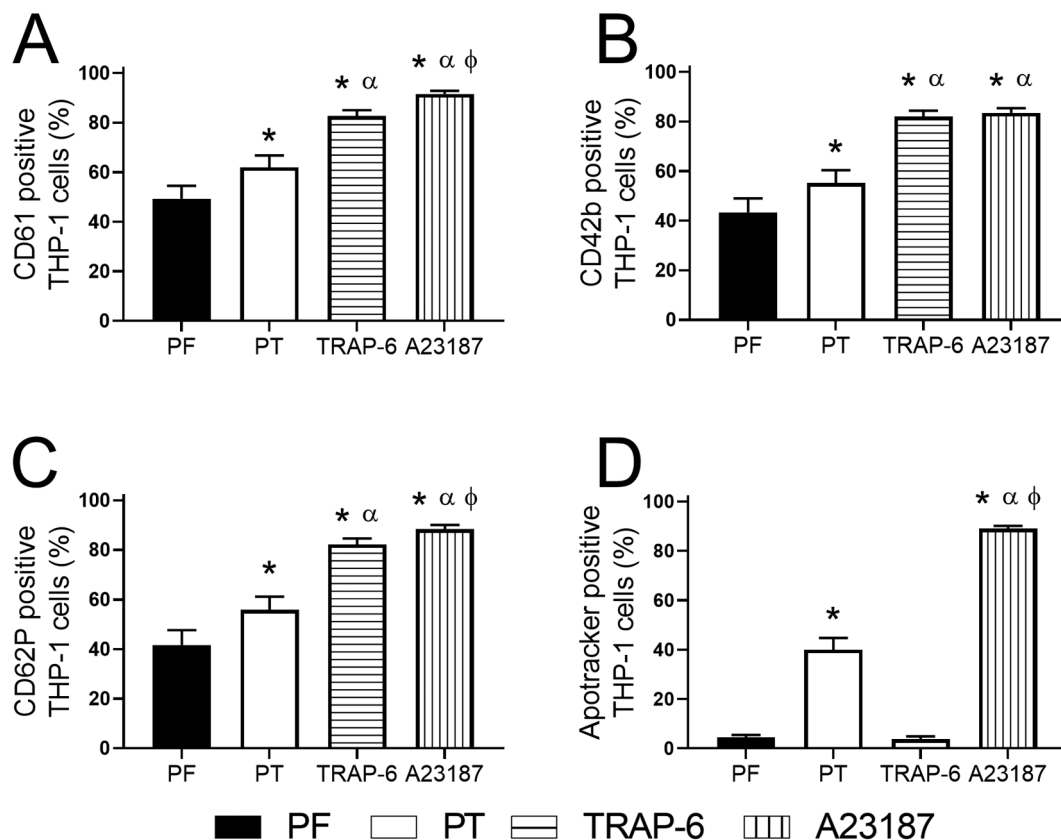 A
CD61 positive
THP-1 cells (%)
100
80
60
40
20
0
*
* α
* α ϕ
PF PT TRAP-6 A23187
B
CD42b positive
THP-1 cells (%)
100
80
60
40
20
0
*
* α
* α
PF PT TRAP-6 A23187
C
CD62P positive
THP-1 cells (%)
100
80
60
40
20
0
*
* α
* α ϕ
PF PT TRAP-6 A23187
D
Apotracker positive
THP-1 cells (%)
100
80
60
40
20
0
*
* α ϕ
PF PT TRAP-6 A23187
PF PT TRAP-6 A23187